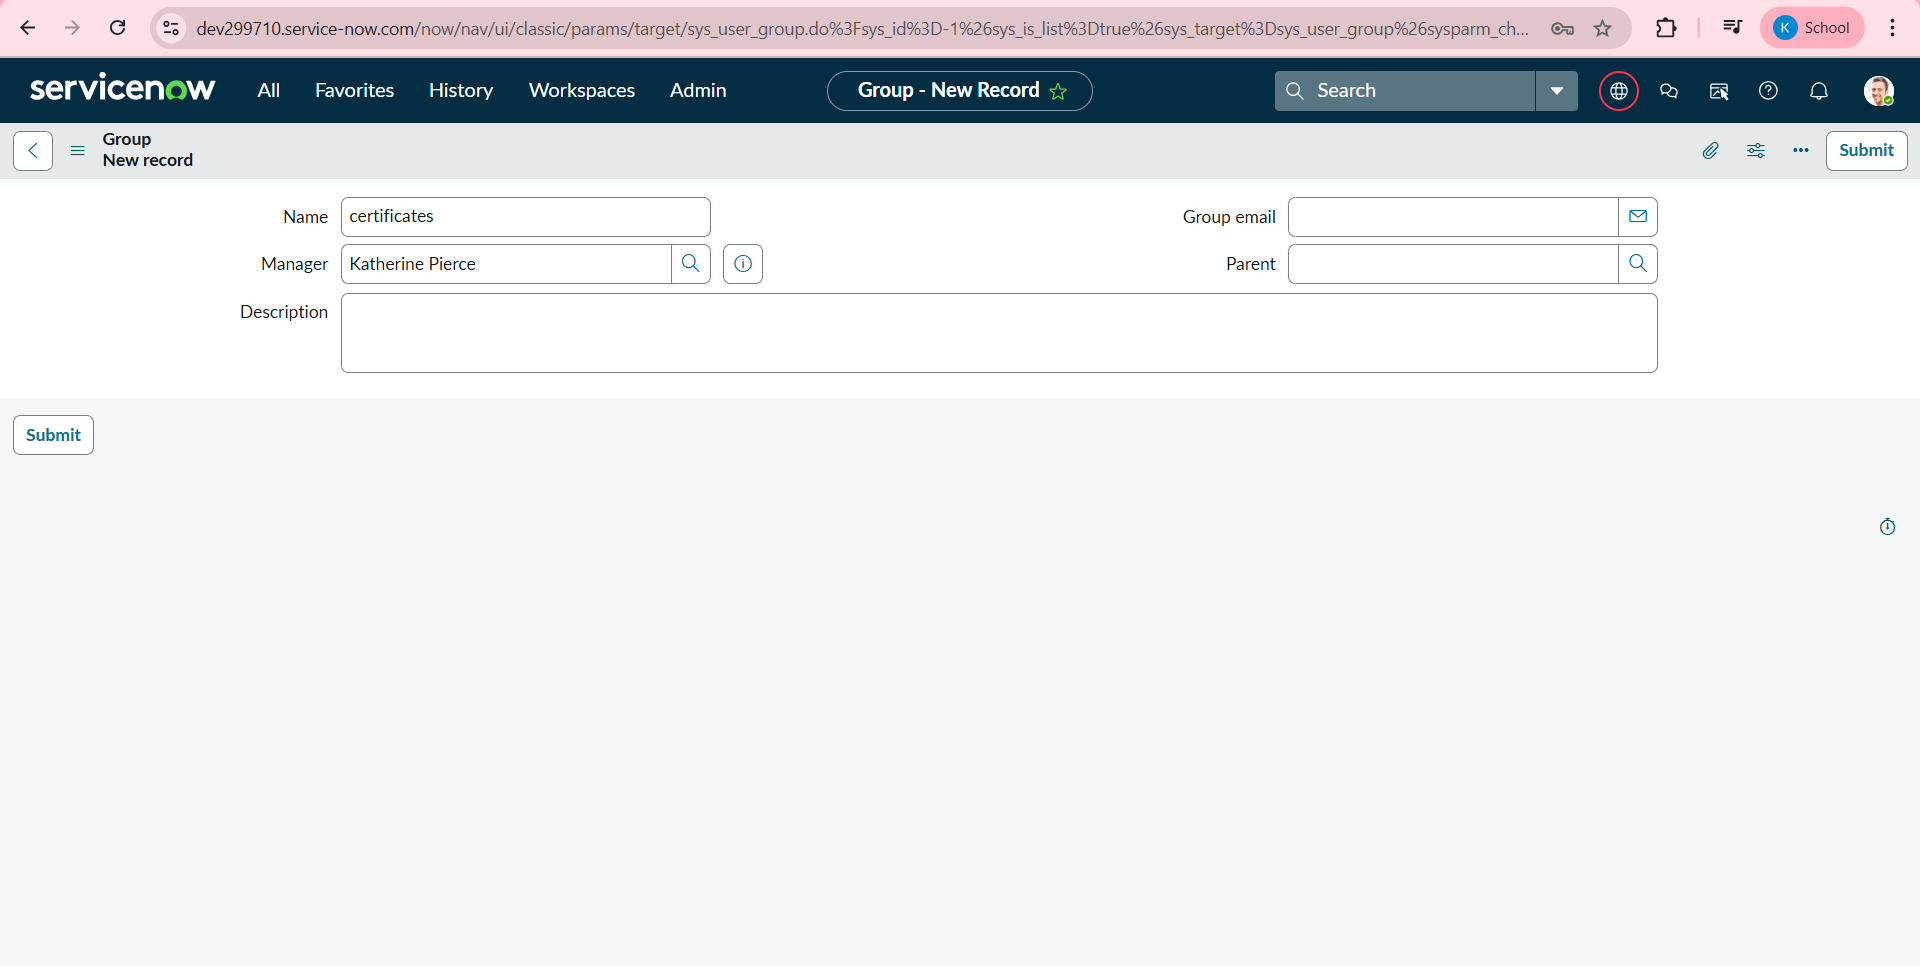 dev299710.service-now.com/now/nav/ui/classic/params/target/sys_user_group.do%3Fsys_id%3D-1%26sys_is_list%3Dtrue%26sys_target%3Dsys_user_group%26sysparm_ch...
K School
servicenow All Favorites History Workspaces Admin Group - New Record Search
Group
New record
Submit
Name certificates Group email
Manager Katherine Pierce Parent
Description
Submit